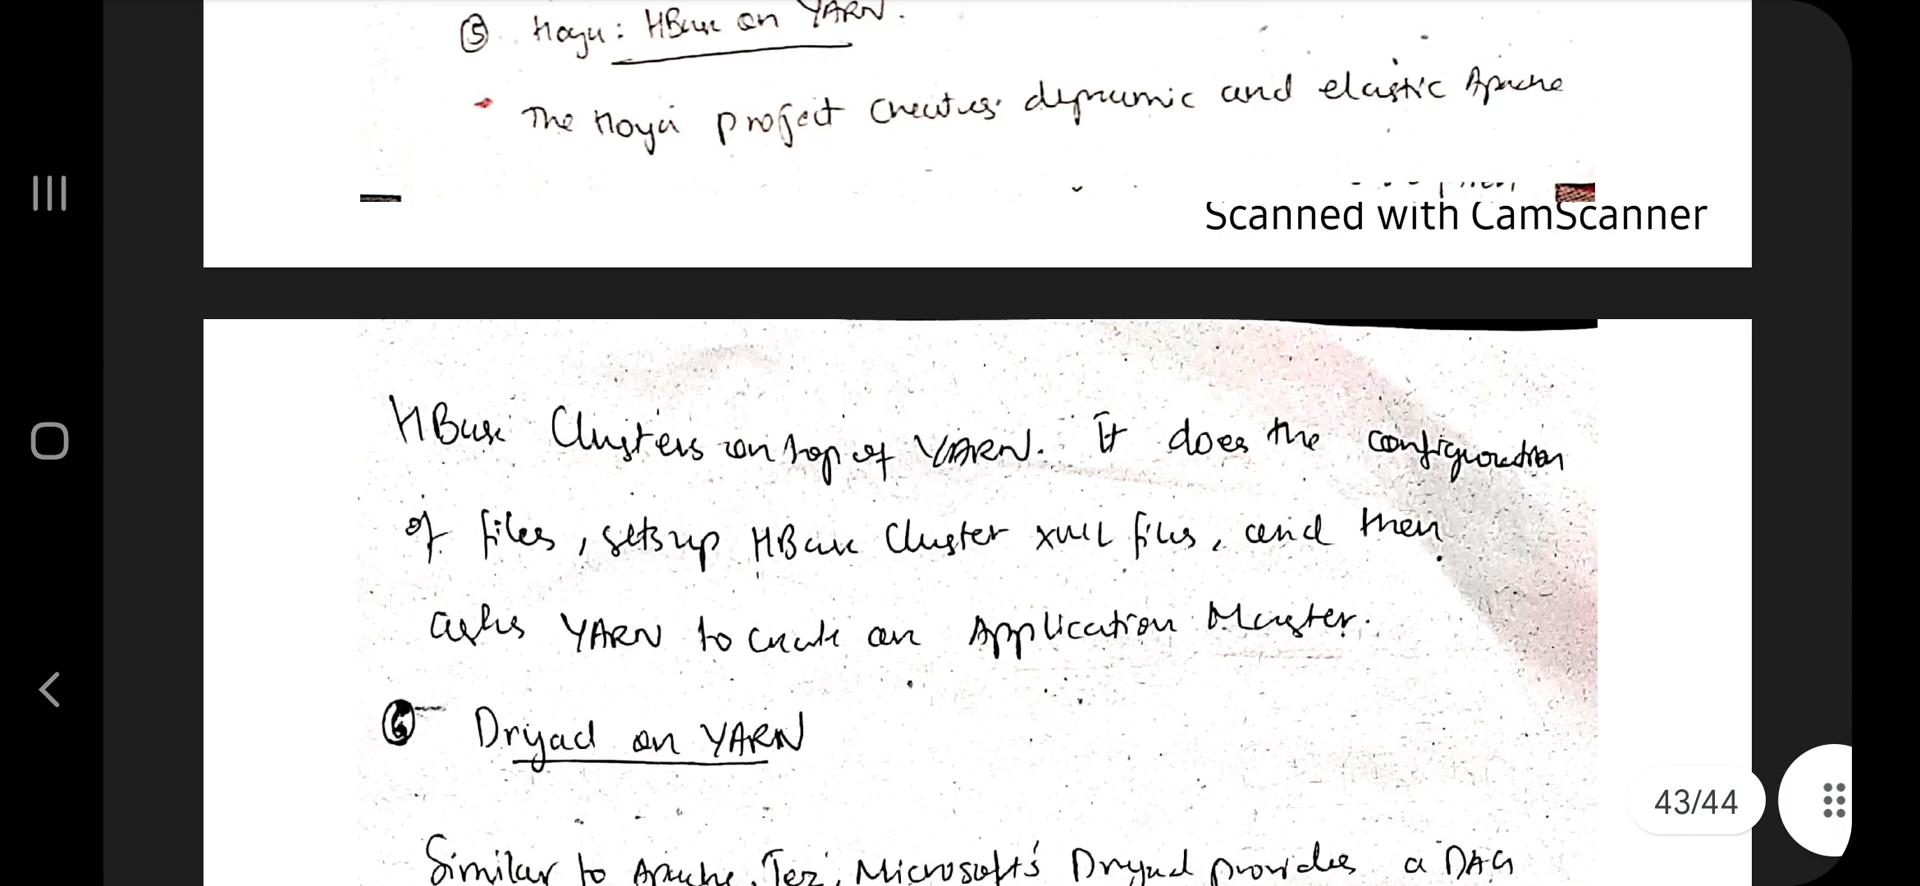 ⑤ Hoya: HBase on YARN.
The Hoya project creates dynamic and elastic Apache
Scanned with CamScanner
HBase Clusters on top of YARN. It does the configuration
of files, sets up HBase Cluster XML files, and then
asks YARN to create an Application Master.
⑥ Dryad on YARN
43/44
Similar to Apache Tez, Microsoft's Dryad provides a DAG